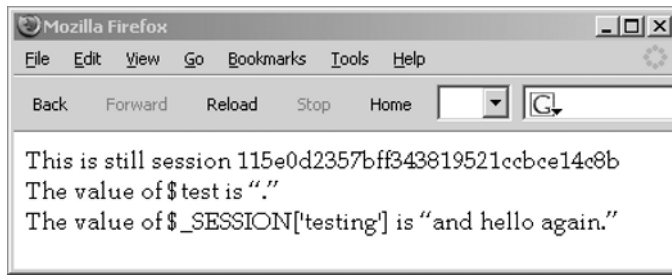 Mozilla Firefox
File Edit View Go Bookmarks Tools Help
Back Forward Reload Stop Home G
This is still session 115e0d2357bff343819521ccbce14c8b
The value of $test is “.”
The value of $_SESSION['testing'] is “and hello again.”